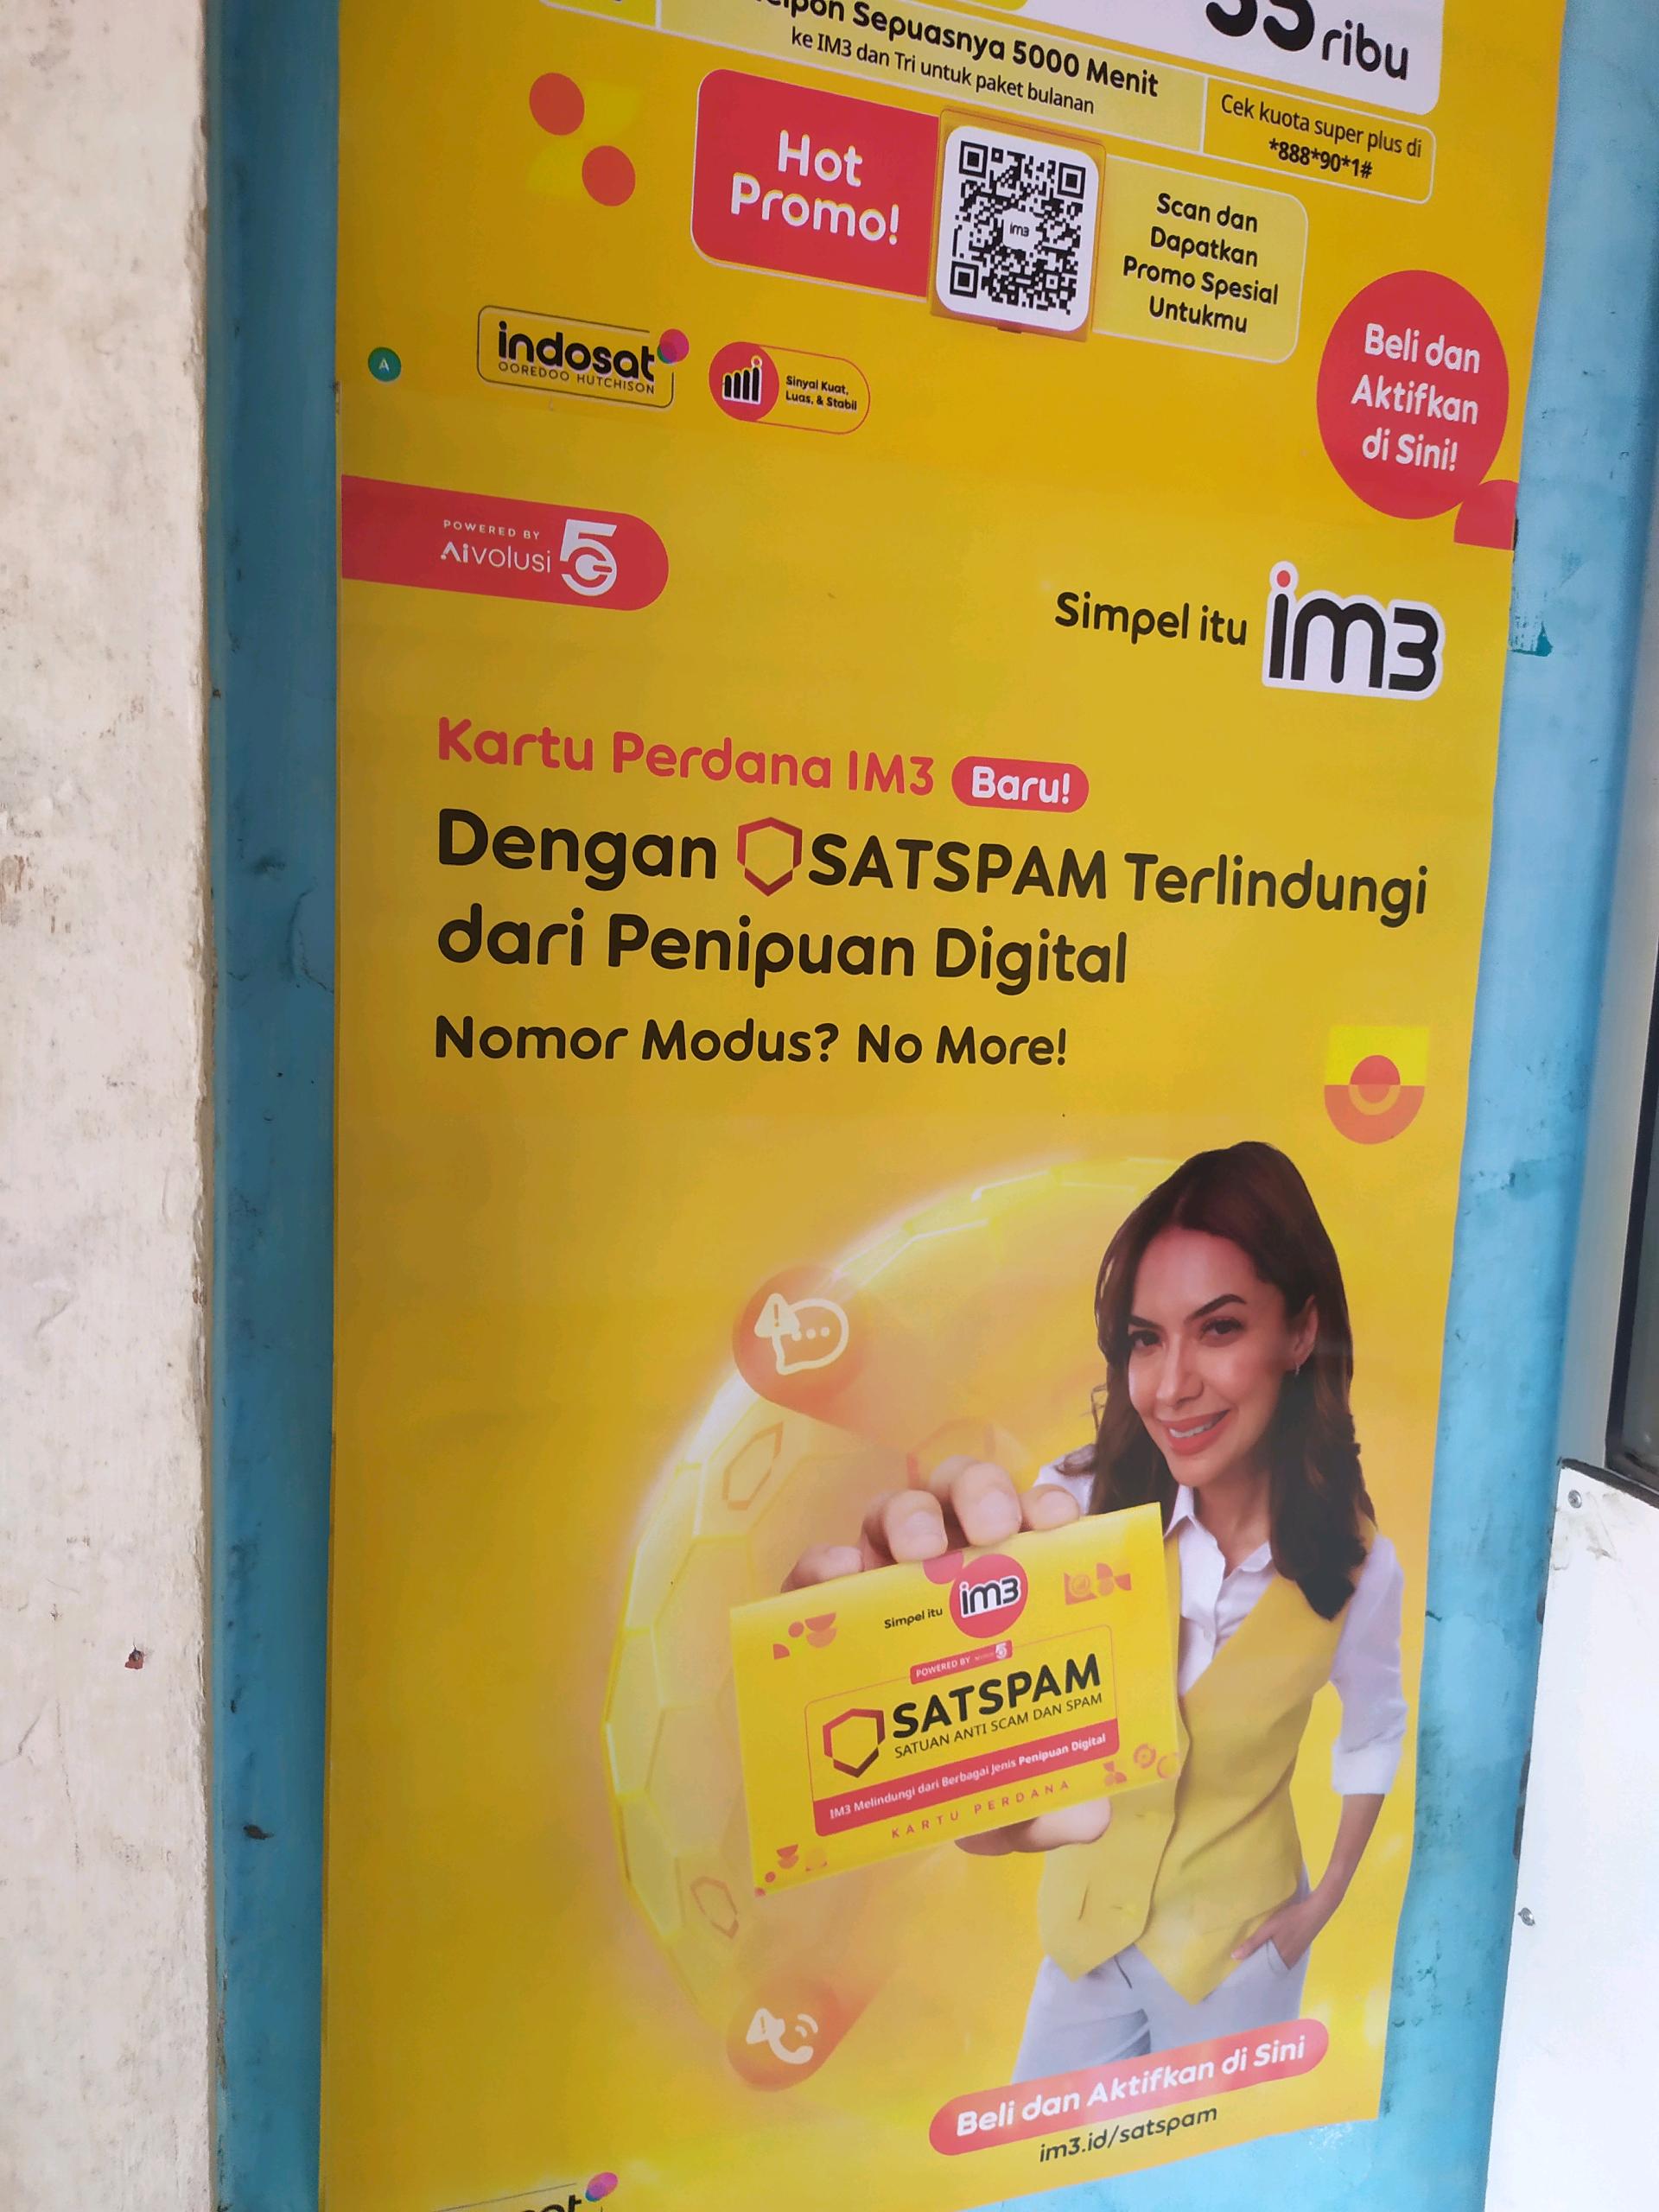 Sepuasnya 5000 Menit
ke IM3 dan Tri untuk paket bulanan
ribu
Cek kuota super plus di
*888*90*1#
Hot
Promo!
im3
Scan dan
Dapatkan
Promo Spesial
Untukmu
indosat
OOREDOO HUTCHISON
Sinyal Kuat,
Luas, & Stabil
A
Beli dan
Aktifkan
di Sini!
POWERED BY
AIVOLUSI 5G
Simpel itu im3
Kartu Perdana IM3 Baru!
Dengan SATSPAM Terlindungi
dari Penipuan Digital
Nomor Modus? No More!
Simpel itu im3
POWERED BY
SATSPAM
SATUAN ANTI SCAM DAN SPAM
IM3 Melindungi dari Berbagai Jenis Penipuan Digital
KARTU PERDANA
Beli dan Aktifkan di Sini
im3.id/satspam